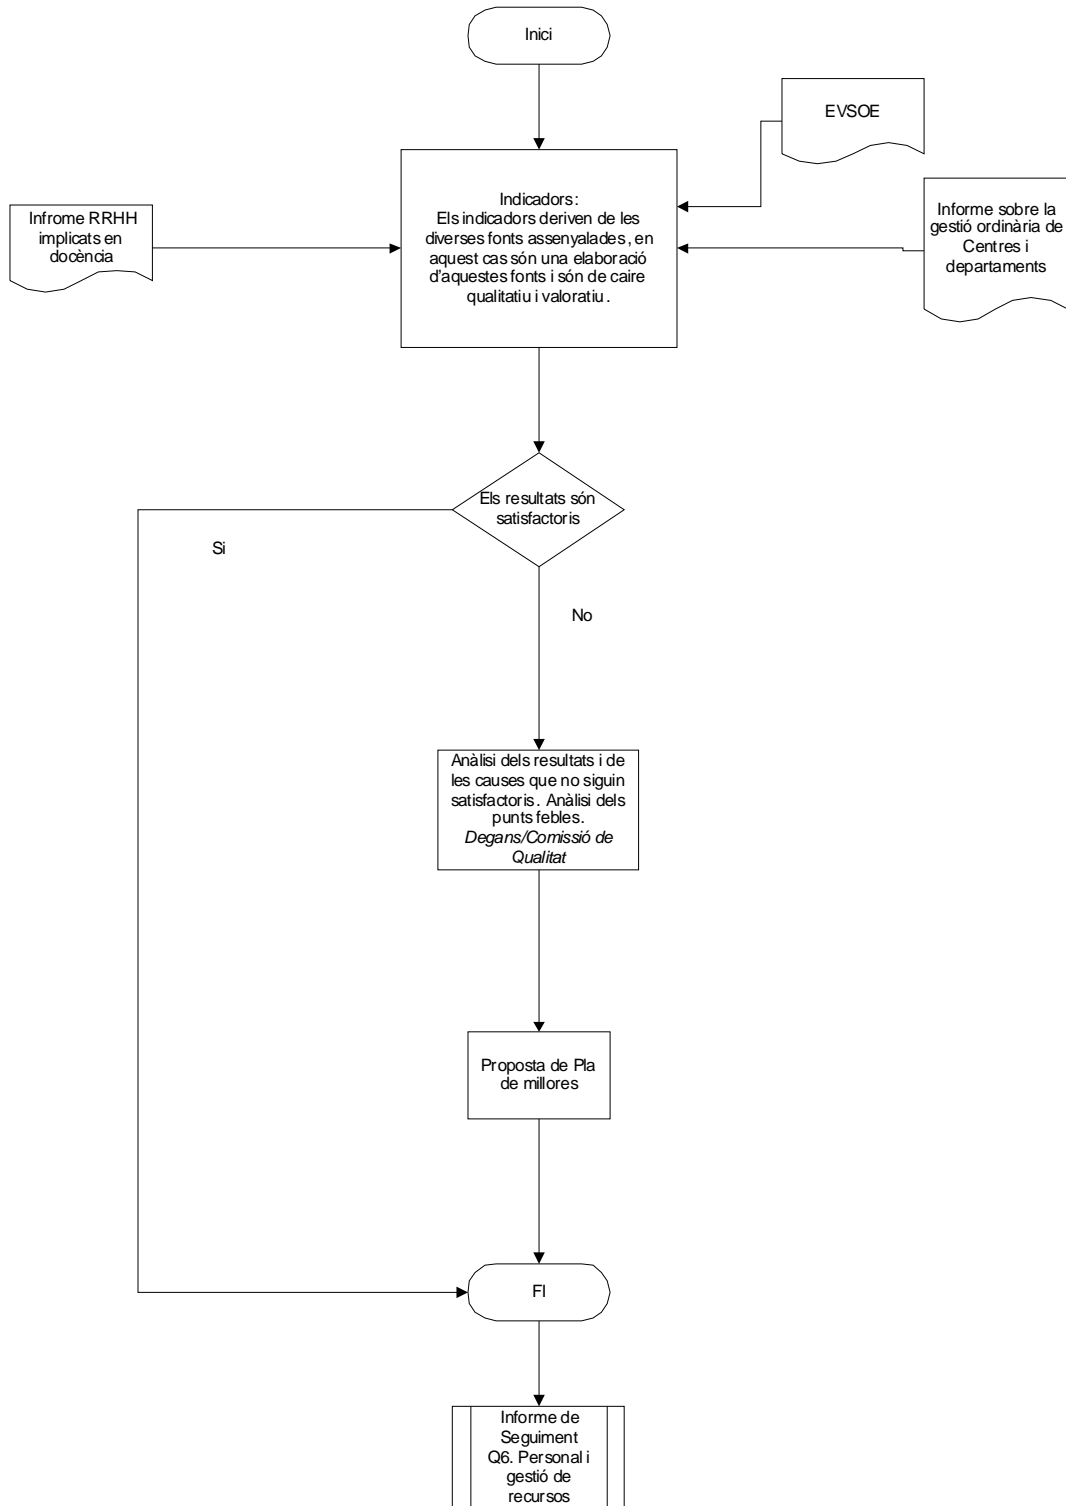 Inici
EVSOE
Indicadors:
Els indicadors deriven de les
diverses fonts assenyalades, en
aquest cas són una elaboració
d'aquestes fonts i són de caire
qualitatiu i valoratiu.
Infrome RRHH
implicats en
docència
Informe sobre la
gestió ordinària de
Centres i
departaments
Els resultats són
satisfactoris
Si
No
Anàlisi dels resultats i de
les causes que no siguin
satisfactoris. Anàlisi dels
punts febles.
Degans/Comissió de
Qualitat
Proposta de Pla
de millores
FI
Informe de
Seguiment
Q6. Personal i
gestió de
recursos